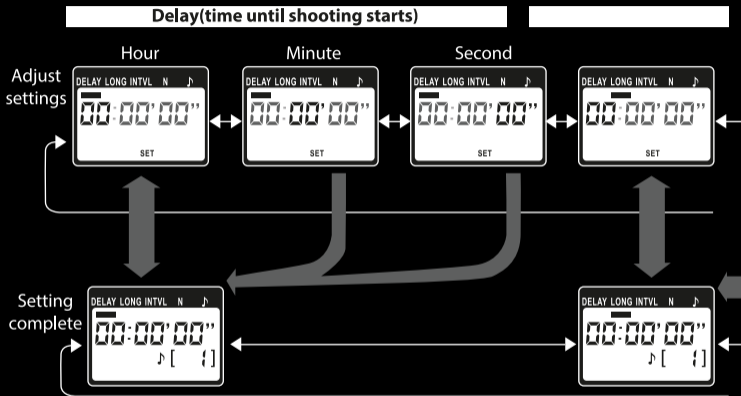 Delay(time until shooting starts)
Hour Minute Second
Adjust settings
DELAY LONG INTVL N ♪
00:00'00"
SET
DELAY LONG INTVL N ♪
00:00'00"
SET
DELAY LONG INTVL N ♪
00:00'00"
SET
DELAY LONG INTVL N ♪
00:00'00"
SET
Setting complete
DELAY LONG INTVL N ♪
00:00'00"
♪ [ 1]
DELAY LONG INTVL N ♪
00:00'00"
♪ [ 1]